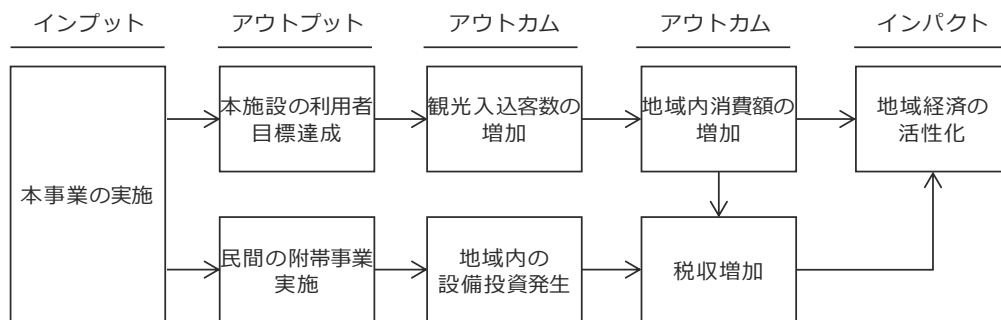 インプット
アウトプット
アウトカム
アウトカム
インパクト
本事業の実施
本施設の利用者
目標達成
観光入込客数の
増加
地域内消費額の
増加
地域経済の
活性化
民間の附帯事業
実施
地域内の
設備投資発生
税収増加